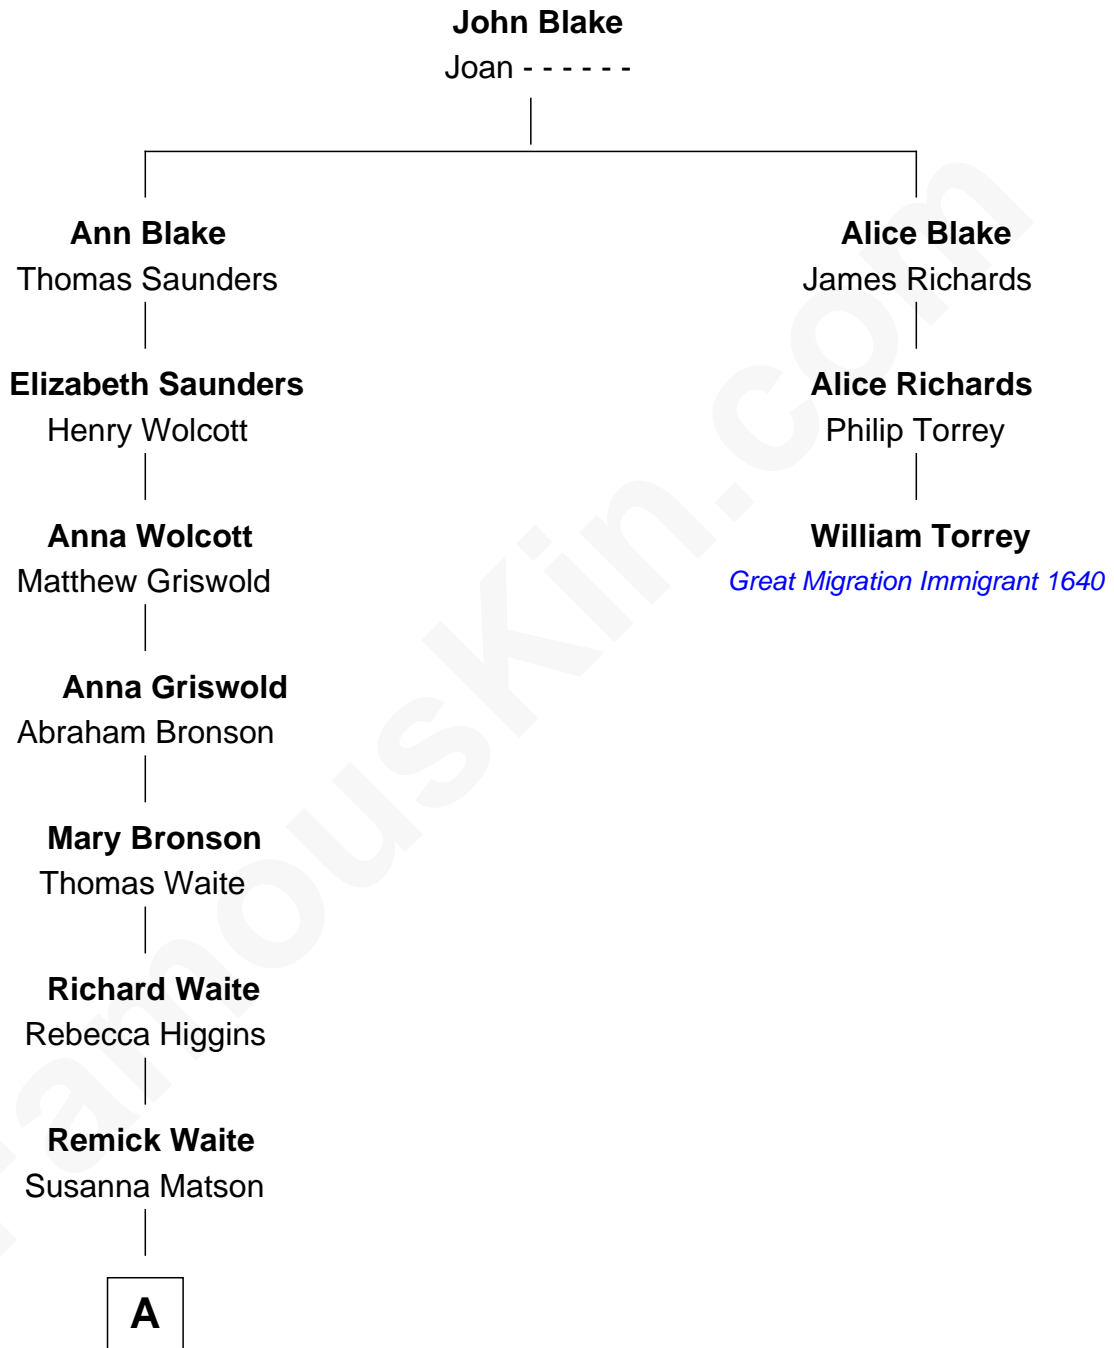 John Blake
Joan - - - - - -
Ann Blake
Thomas Saunders
Alice Blake
James Richards
Elizabeth Saunders
Henry Wolcott
Alice Richards
Philip Torrey
Anna Wolcott
Matthew Griswold
William Torrey
Great Migration Immigrant 1640
Anna Griswold
Abraham Bronson
Mary Bronson
Thomas Waite
Richard Waite
Rebecca Higgins
Remick Waite
Susanna Matson
A
FamousKin.com